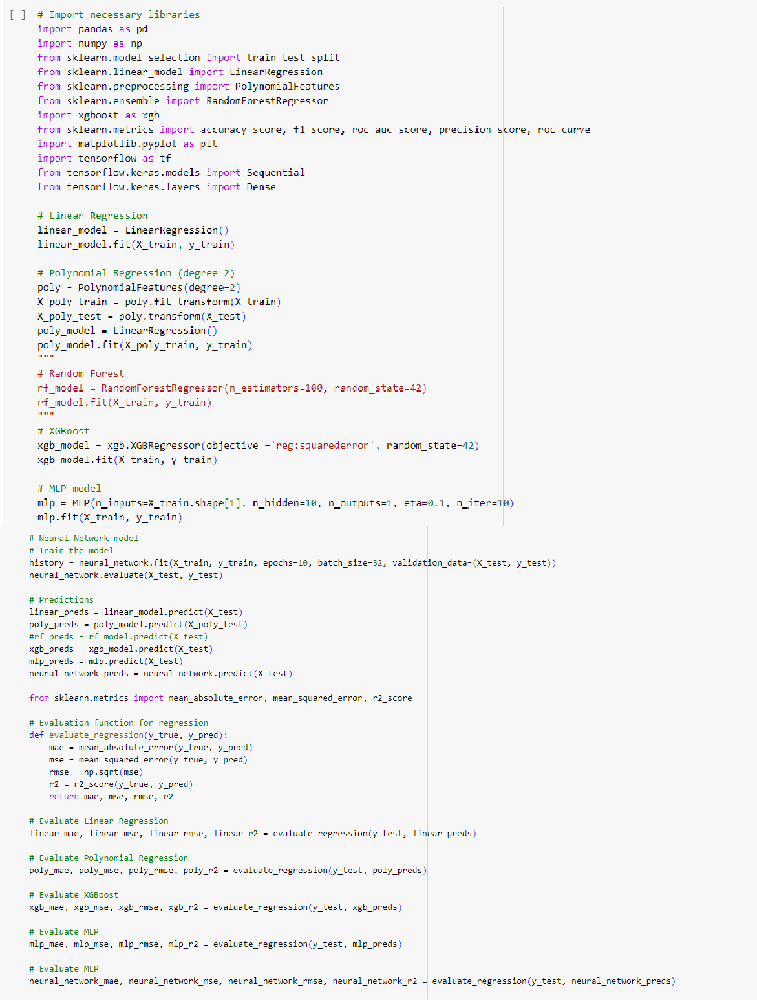 [ ] # Import necessary libraries
import pandas as pd
import numpy as np
from sklearn.model_selection import train_test_split
from sklearn.linear_model import LinearRegression
from sklearn.preprocessing import PolynomialFeatures
from sklearn.ensemble import RandomForestRegressor
import xgboost as xgb
from sklearn.metrics import accuracy_score, f1_score, roc_auc_score, precision_score, roc_curve
import matplotlib.pyplot as plt
import tensorflow as tf
from tensorflow.keras.models import Sequential
from tensorflow.keras.layers import Dense

# Linear Regression
linear_model = LinearRegression()
linear_model.fit(X_train, y_train)

# Polynomial Regression (degree 2)
poly = PolynomialFeatures(degree=2)
X_poly_train = poly.fit_transform(X_train)
X_poly_test = poly.transform(X_test)
poly_model = LinearRegression()
poly_model.fit(X_poly_train, y_train)
"""
# Random Forest
rf_model = RandomForestRegressor(n_estimators=100, random_state=42)
rf_model.fit(X_train, y_train)
"""
# XGBoost
xgb_model = xgb.XGBRegressor(objective ='reg:squarederror', random_state=42)
xgb_model.fit(X_train, y_train)

# MLP model
mlp = MLP(n_inputs=X_train.shape[1], n_hidden=10, n_outputs=1, eta=0.1, n_iter=10)
mlp.fit(X_train, y_train)
# Neural Network model
# Train the model
history = neural_network.fit(X_train, y_train, epochs=10, batch_size=32, validation_data=(X_test, y_test))
neural_network.evaluate(X_test, y_test)

# Predictions
linear_preds = linear_model.predict(X_test)
poly_preds = poly_model.predict(X_poly_test)
#rf_preds = rf_model.predict(X_test)
xgb_preds = xgb_model.predict(X_test)
mlp_preds = mlp.predict(X_test)
neural_network_preds = neural_network.predict(X_test)

from sklearn.metrics import mean_absolute_error, mean_squared_error, r2_score

# Evaluation function for regression
def evaluate_regression(y_true, y_pred):
    mae = mean_absolute_error(y_true, y_pred)
    mse = mean_squared_error(y_true, y_pred)
    rmse = np.sqrt(mse)
    r2 = r2_score(y_true, y_pred)
    return mae, mse, rmse, r2

# Evaluate Linear Regression
linear_mae, linear_mse, linear_rmse, linear_r2 = evaluate_regression(y_test, linear_preds)

# Evaluate Polynomial Regression
poly_mae, poly_mse, poly_rmse, poly_r2 = evaluate_regression(y_test, poly_preds)

# Evaluate XGBoost
xgb_mae, xgb_mse, xgb_rmse, xgb_r2 = evaluate_regression(y_test, xgb_preds)

# Evaluate MLP
mlp_mae, mlp_mse, mlp_rmse, mlp_r2 = evaluate_regression(y_test, mlp_preds)

# Evaluate MLP
neural_network_mae, neural_network_mse, neural_network_rmse, neural_network_r2 = evaluate_regression(y_test, neural_network_preds)